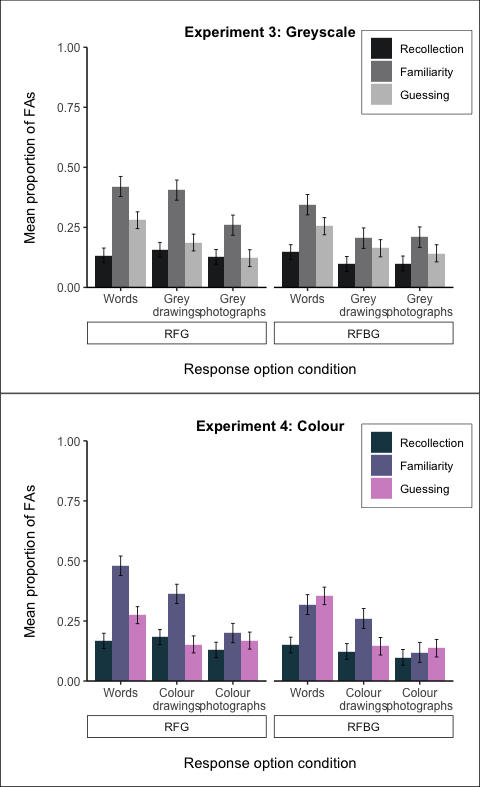 Experiment 3: Greyscale
Recollection
Familiarity
Guessing
Mean proportion of FAs
1.00
0.75
0.50
0.25
0.00
Words
Grey
drawings
Grey
photographs
Words
Grey
drawings
Grey
photographs
RFG
RFBG
Response option condition
Experiment 4: Colour
Recollection
Familiarity
Guessing
Mean proportion of FAs
1.00
0.75
0.50
0.25
0.00
Words
Colour
drawings
Colour
photographs
Words
Colour
drawings
Colour
photographs
RFG
RFBG
Response option condition